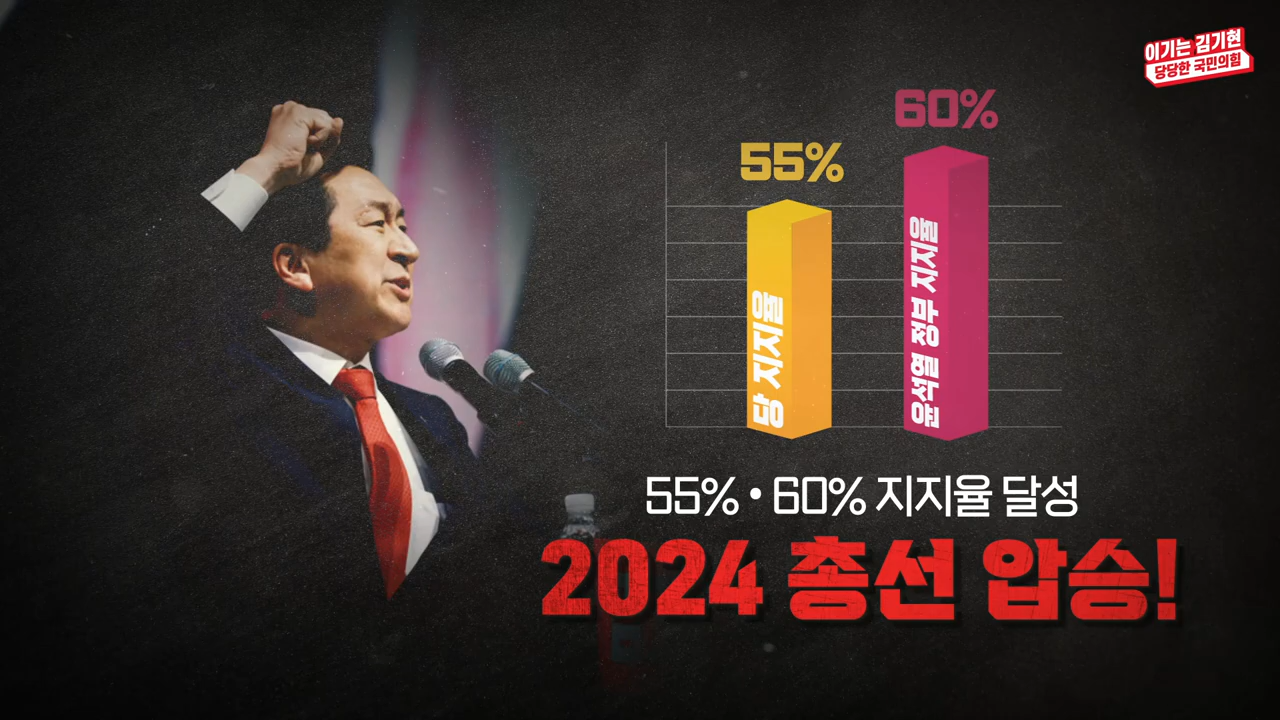 이기는 김기현
당당한 국민의힘
55%
60%
당 지지율
윤석열 정부 지지율
55% • 60% 지지율 달성
2024 총선 압승!